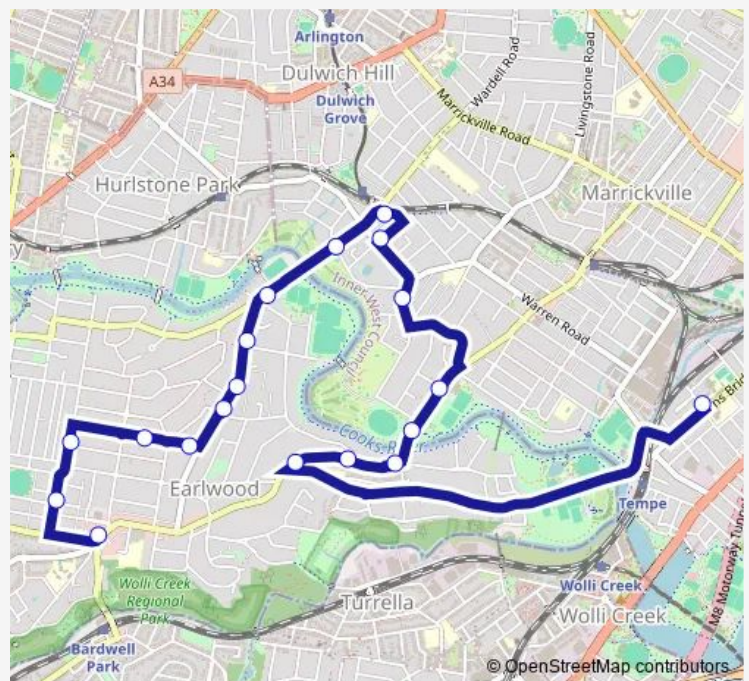 Arlington
A34
Dulwich Hill
Wardell Road
Livingstone Road
Dulwich
Grove
Marrickville Road
Hurlstone Park
Marrickville
Inner West Council
Warren Road
Cooks River
Earlwood
Tempe
Wolli Creek
Regional
Park
Turrella
Wolli Creek
Wolli Creek
M8 Motorway Tunn
Bardwell
Park
© OpenStreetMap contributors